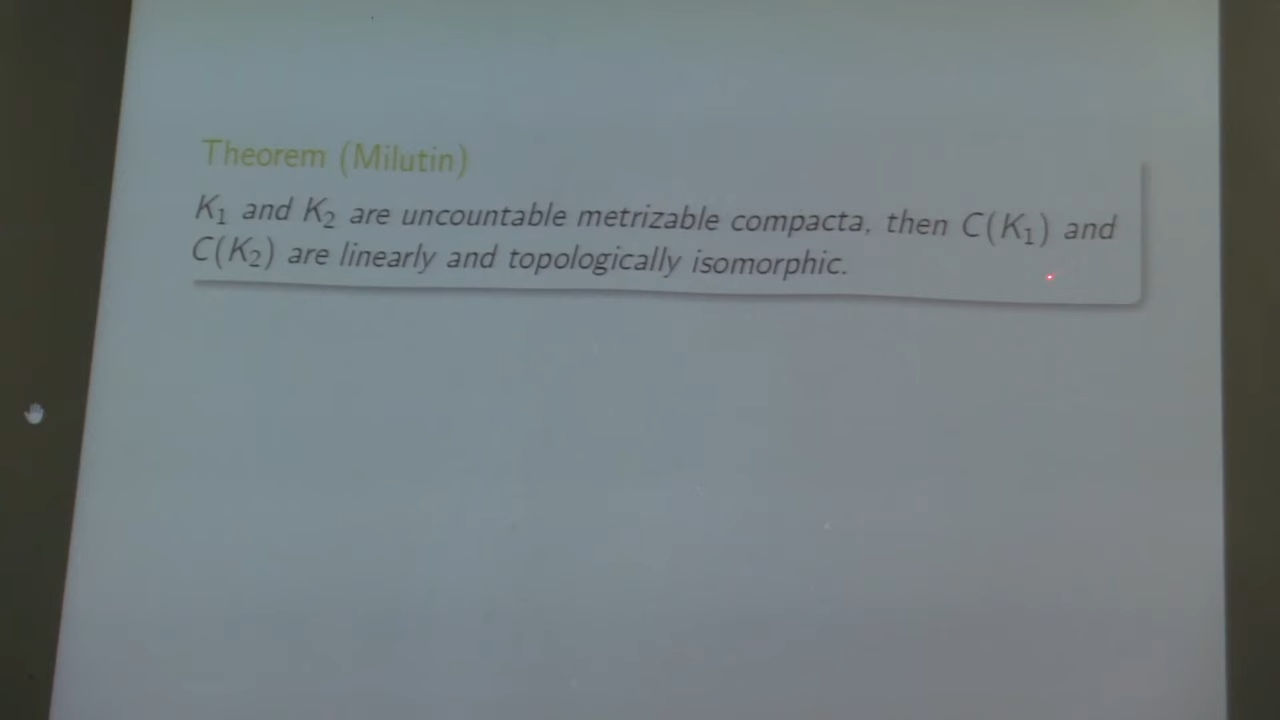 Theorem (Milutin)
K₁ and K₂ are uncountable metrizable compacta, then C(K₁) and
C(K₂) are linearly and topologically isomorphic.